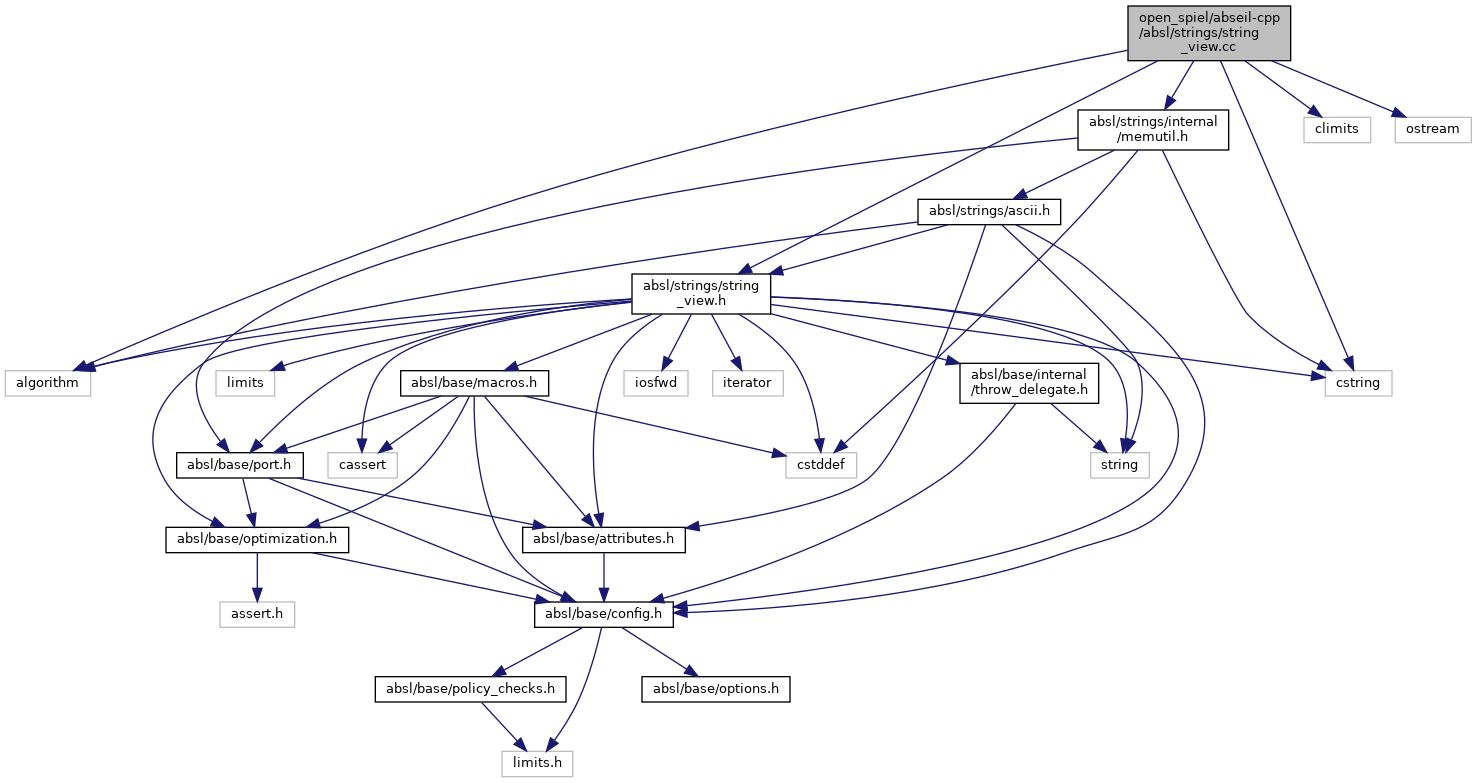 open_spiel/abseil-cpp
/absl/strings/string
_view.cc
absl/strings/internal
/memutil.h
climits
ostream
absl/strings/ascii.h
absl/strings/string
_view.h
algorithm
limits
absl/base/macros.h
iosfwd
iterator
absl/base/internal
/throw_delegate.h
cstring
absl/base/port.h
cassert
cstddef
string
absl/base/optimization.h
absl/base/attributes.h
assert.h
absl/base/config.h
absl/base/policy_checks.h
absl/base/options.h
limits.h